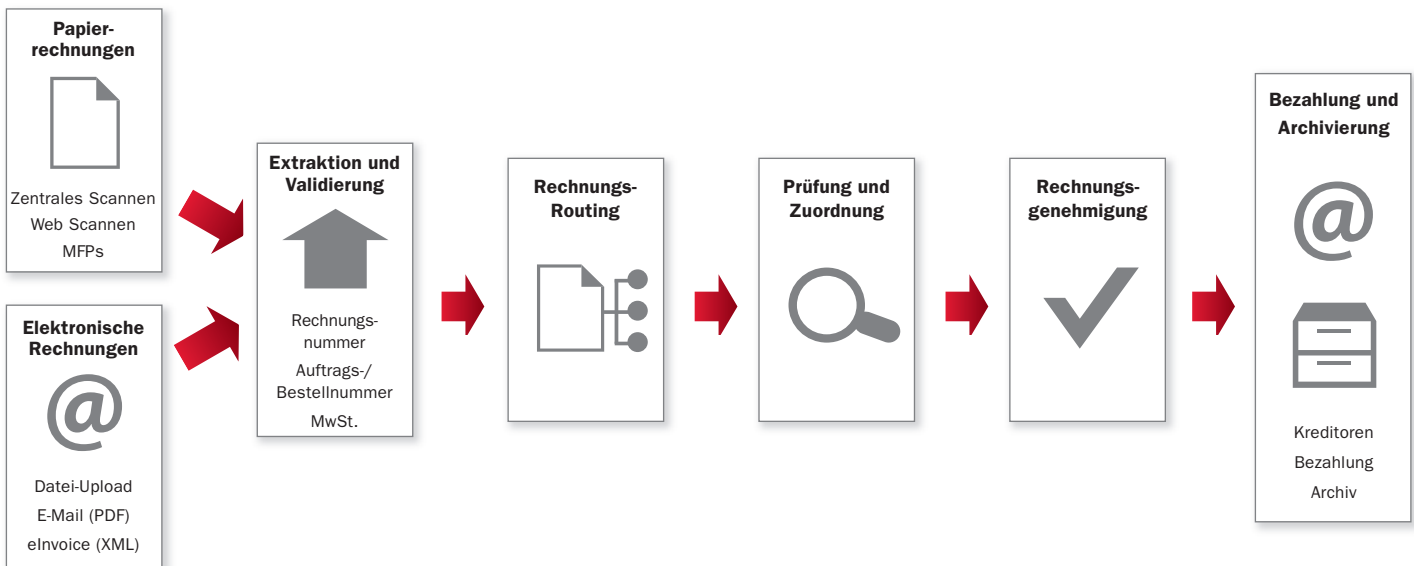 Papier-
rechnungen
Zentrales Scannen
Web Scannen
MFPs
Elektronische
Rechnungen
@
Datei-Upload
E-Mail (PDF)
eInvoice (XML)
Extraktion und
Validierung
Rechnungs-
nummer
Auftrags-/
Bestellnummer
MwSt.
Rechnungs-
Routing
Prüfung und
Zuordnung
Rechnungs-
genehmigung
Bezahlung und
Archivierung
@
Kreditoren
Bezahlung
Archiv